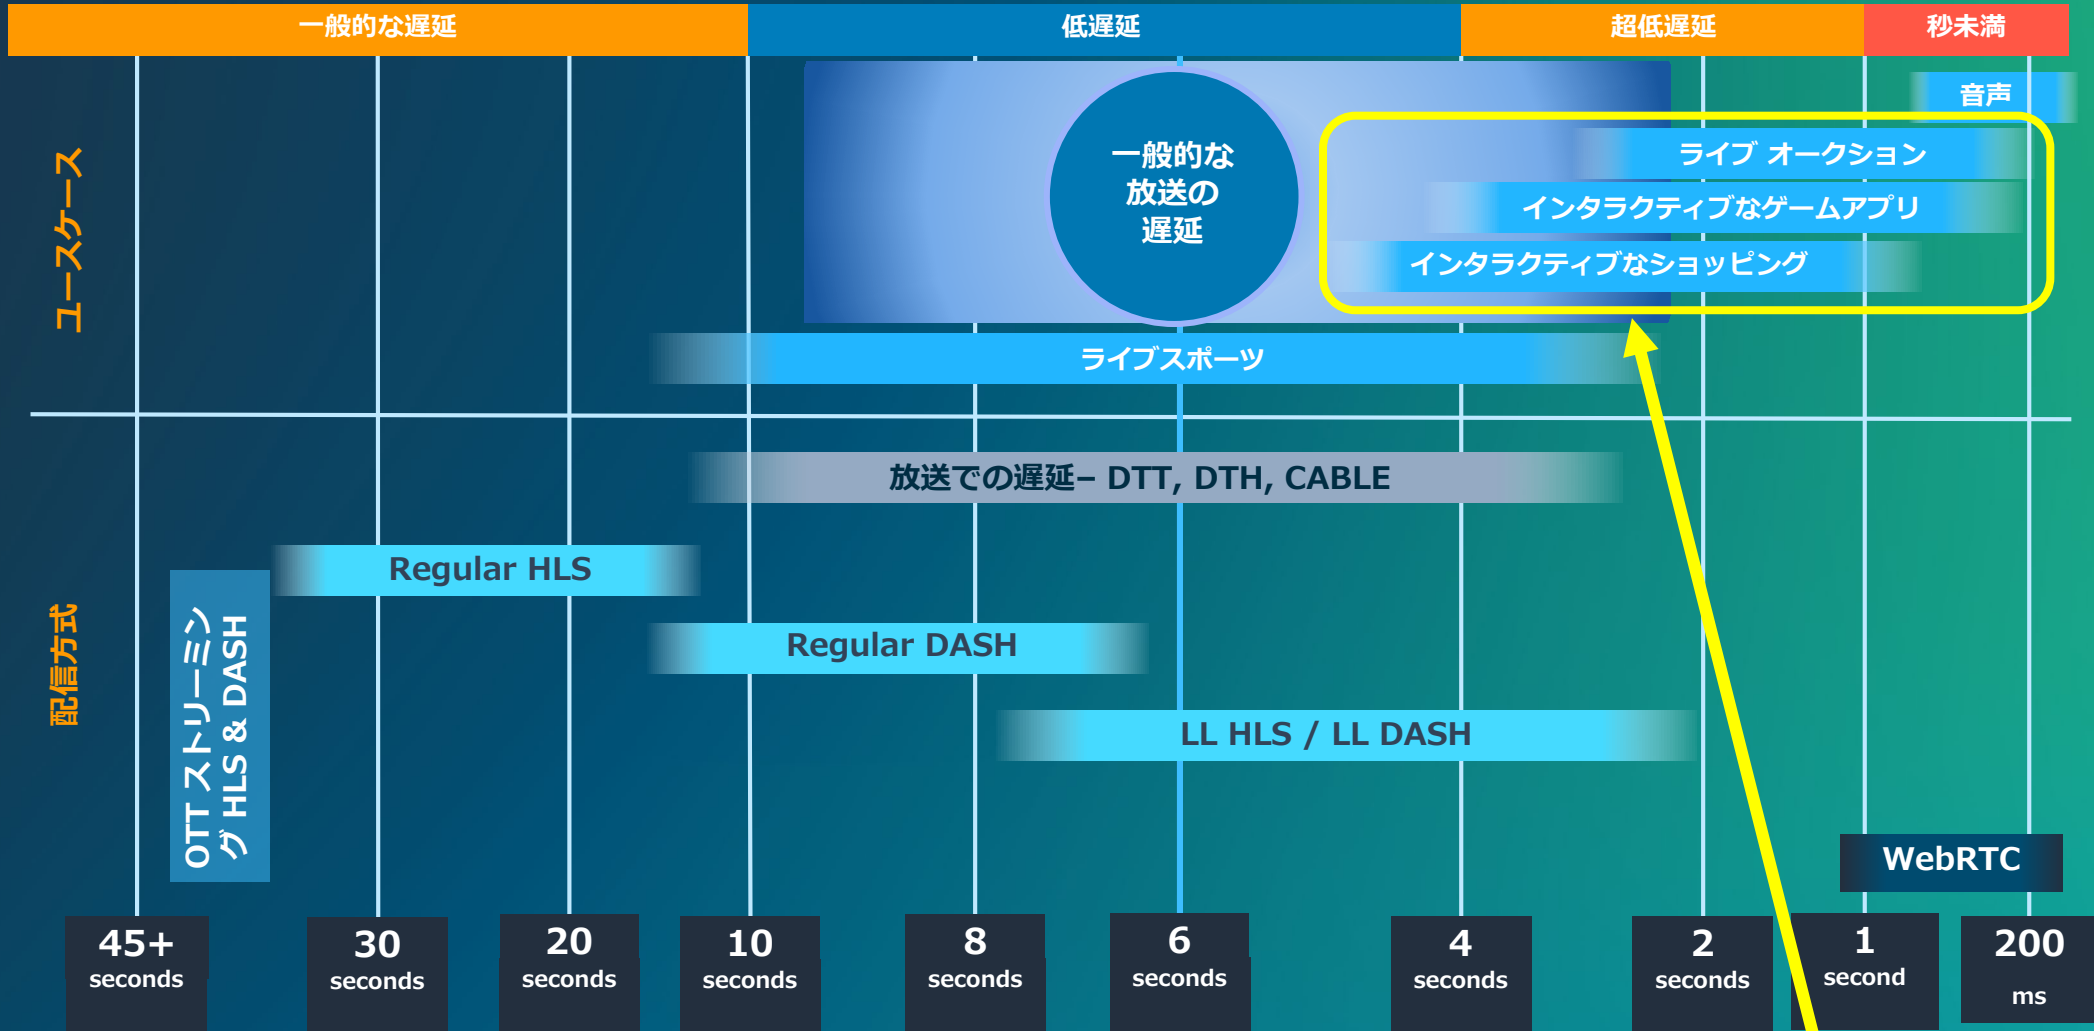 一般的な遅延
低遅延
超低遅延
秒未満
ユースケース
音声
一般的な
放送の
遅延
ライブ オークション
インタラクティブなゲームアプリ
インタラクティブなショッピング
ライブスポーツ
配信方式
放送での遅延– DTT, DTH, CABLE
Regular HLS
OTT ストリーミン
グ HLS & DASH
Regular DASH
LL HLS / LL DASH
WebRTC
45+
seconds
30
seconds
20
seconds
10
seconds
8
seconds
6
seconds
4
seconds
2
seconds
1
second
200
ms